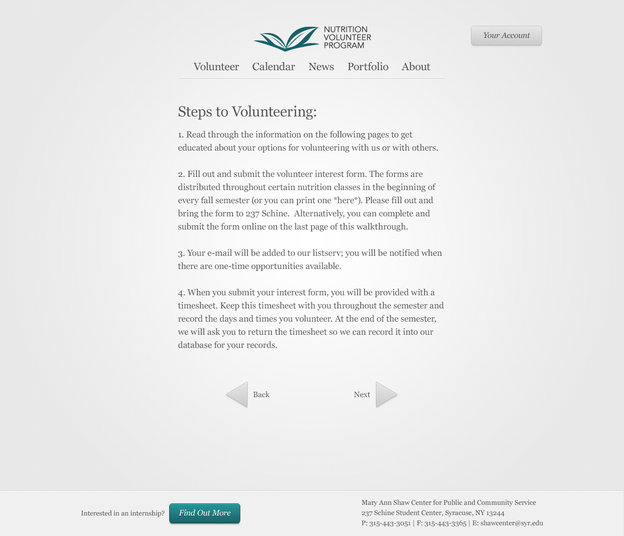 NUTRITION
VOLUNTEER
PROGRAM
Your Account
Volunteer Calendar News Portfolio About
Steps to Volunteering:
1. Read through the information on the following pages to get
educated about your options for volunteering with us or with others.
2. Fill out and submit the volunteer interest form. The forms are
distributed throughout certain nutrition classes in the beginning of
every fall semester (or you can print one *here*). Please fill out and
bring the form to 237 Schine. Alternatively, you can complete and
submit the form online on the last page of this walkthrough.
3. Your e-mail will be added to our listserv; you will be notified when
there are one-time opportunities available.
4. When you submit your interest form, you will be provided with a
timesheet. Keep this timesheet with you throughout the semester and
record the days and times you volunteer. At the end of the semester,
we will ask you to return the timesheet so we can record it into our
database for your records.
Back Next
Interested in an internship? Find Out More
Mary Ann Shaw Center for Public and Community Service
237 Schine Student Center, Syracuse, NY 13244
P: 315-443-3051 | F: 315-443-3365 | E: shawcenter@syr.edu